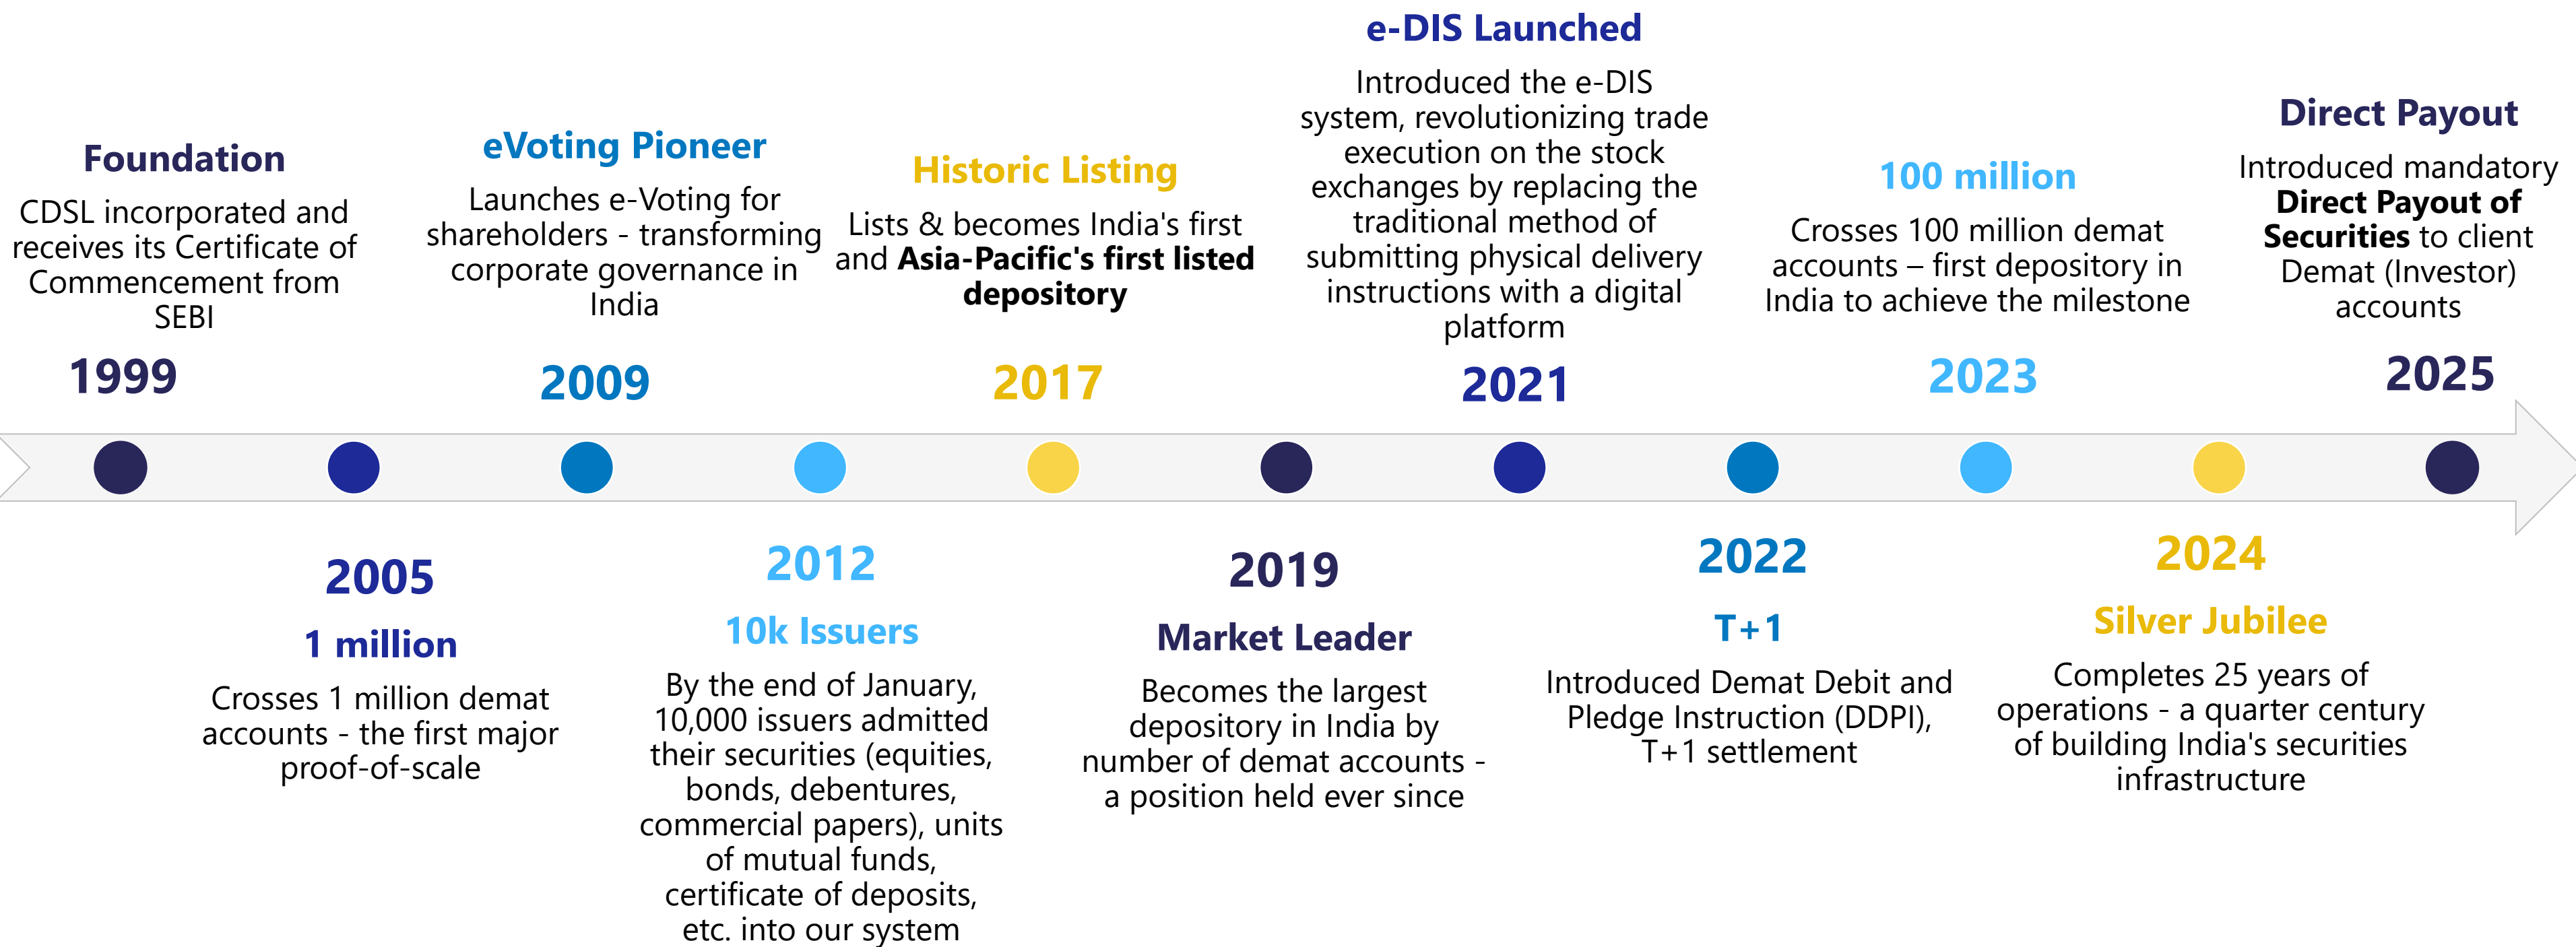 Foundation
CDSL incorporated and
receives its Certificate of
Commencement from
SEBI
1999
2005
1 million
Crosses 1 million demat
accounts - the first major
proof-of-scale
eVoting Pioneer
Launches e-Voting for
shareholders - transforming
corporate governance in
India
2009
2012
10k Issuers
By the end of January,
10,000 issuers admitted
their securities (equities,
bonds, debentures,
commercial papers), units
of mutual funds,
certificate of deposits,
etc. into our system
Historic Listing
Lists & becomes India's first
and Asia-Pacific's first listed
depository
2017
2019
Market Leader
Becomes the largest
depository in India by
number of demat accounts -
a position held ever since
e-DIS Launched
Introduced the e-DIS
system, revolutionizing trade
execution on the stock
exchanges by replacing the
traditional method of
submitting physical delivery
instructions with a digital
platform
2021
2022
T+1
Introduced Demat Debit and
Pledge Instruction (DDPI),
T+1 settlement
100 million
Crosses 100 million demat
accounts – first depository in
India to achieve the milestone
2023
2024
Silver Jubilee
Completes 25 years of
operations - a quarter century
of building India's securities
infrastructure
Direct Payout
Introduced mandatory
Direct Payout of
Securities to client
Demat (Investor)
accounts
2025